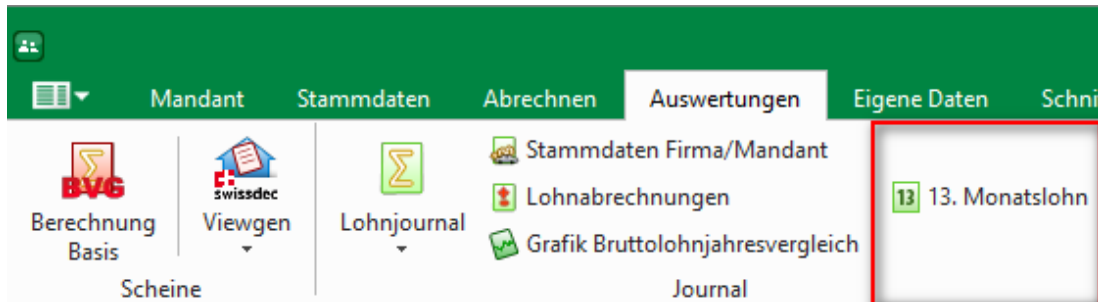 Mandant Stammdaten Abrechnen Auswertungen Eigene Daten Schni
BVG
Berechnung
Basis
swissdec
Viewgen
Scheine
Lohnjournal
Stammdaten Firma/Mandant
Lohnabrechnungen
Grafik Bruttolohnjahresvergleich
13 13. Monatslohn
Journal